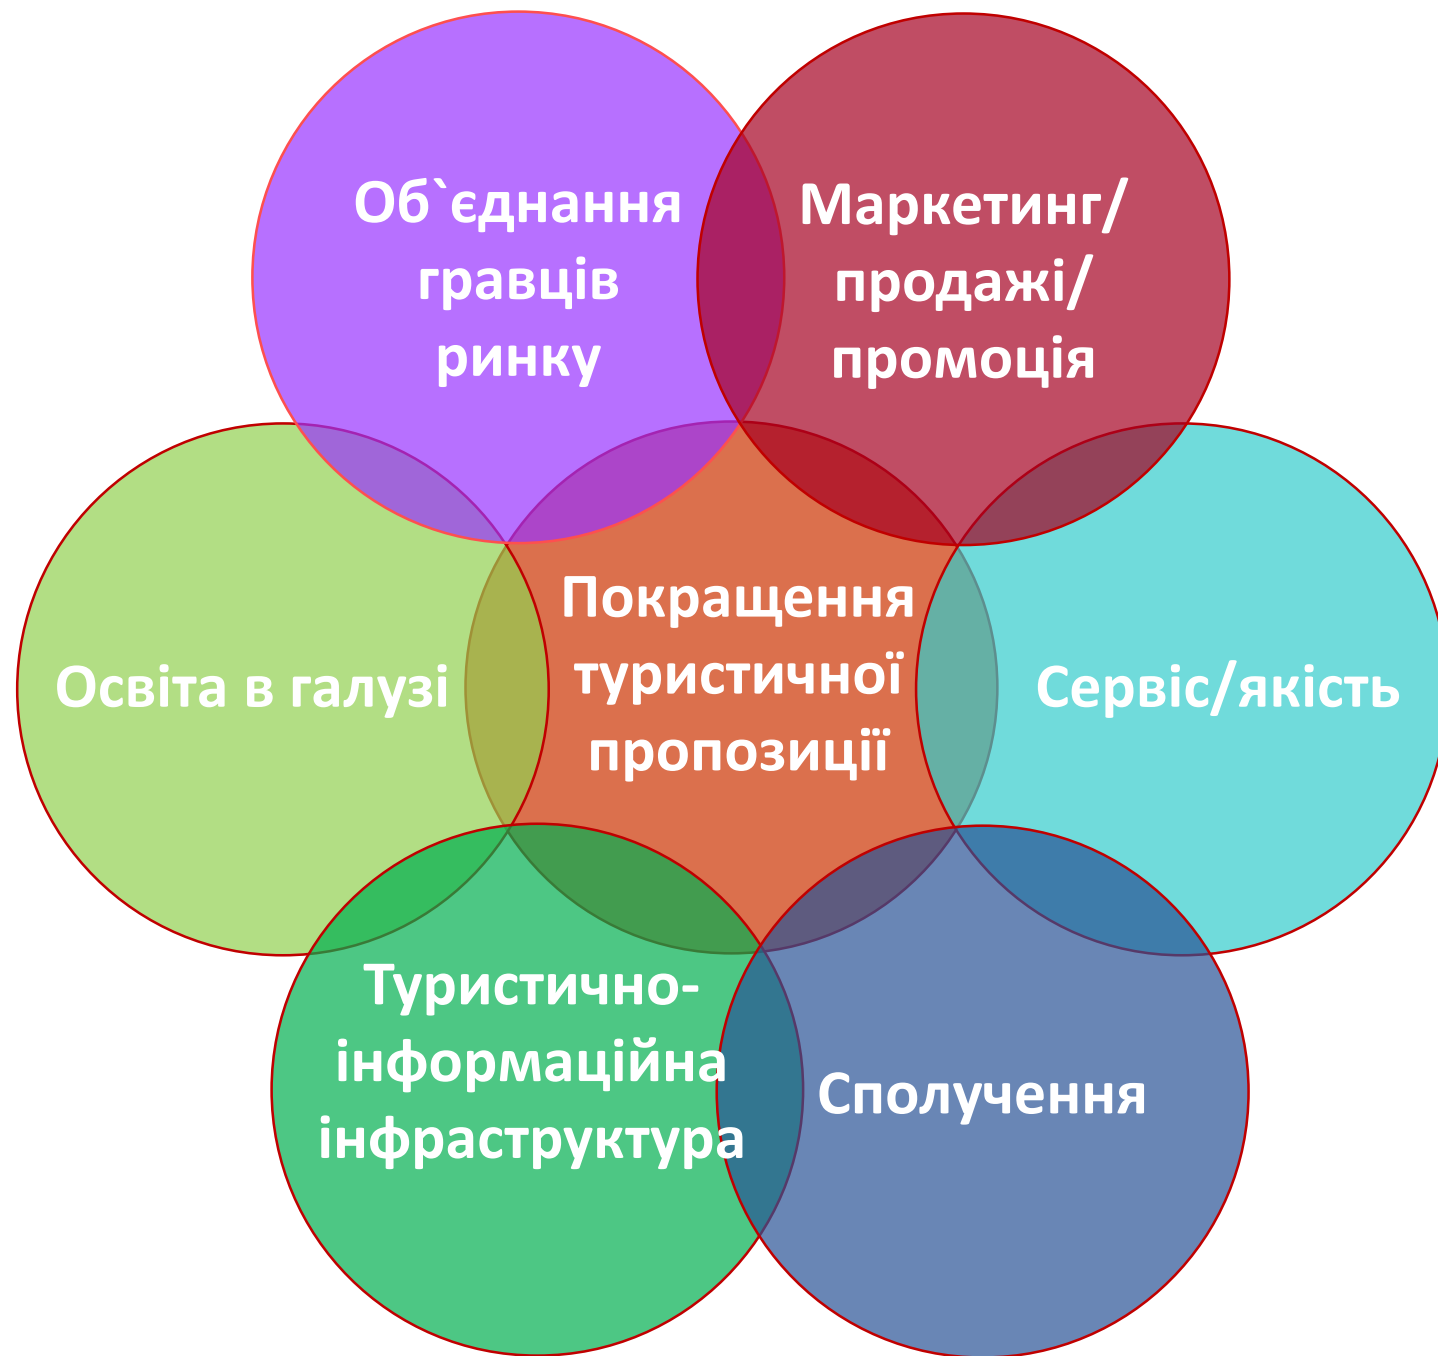 Об`єднання
гравців
ринку
Маркетинг/
продажі/
промоція
Покращення
туристичної
пропозиції
Освіта в галузі
Сервіс/якість
Туристично-
інформаційна
інфраструктура
Сполучення